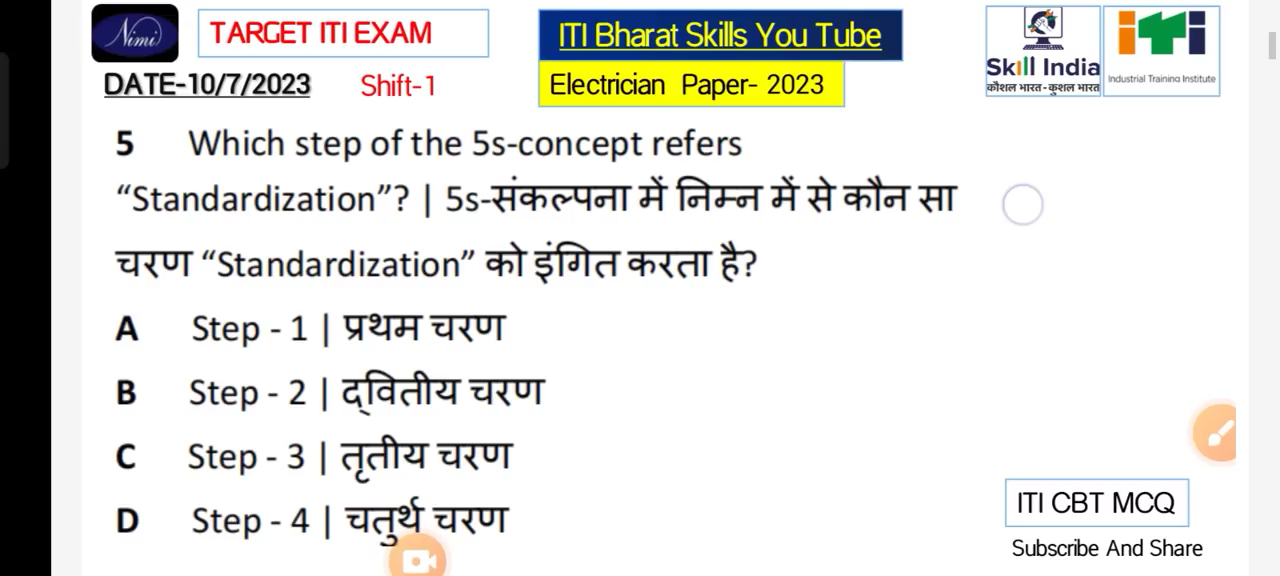 Nimi
TARGET ITI EXAM
ITI Bharat Skills You Tube
DATE-10/7/2023 Shift-1
Electrician Paper- 2023
Skill India
कौशल भारत - कुशल भारत
iti
Industrial Training Institute
5 Which step of the 5s-concept refers
“Standardization”? | 5s-संकल्पना में निम्न में से कौन सा
चरण “Standardization” को इंगित करता है?
A Step - 1 | प्रथम चरण
B Step - 2 | द्वितीय चरण
C Step - 3 | तृतीय चरण
D Step - 4 | चतुर्थ चरण
ITI CBT MCQ
Subscribe And Share